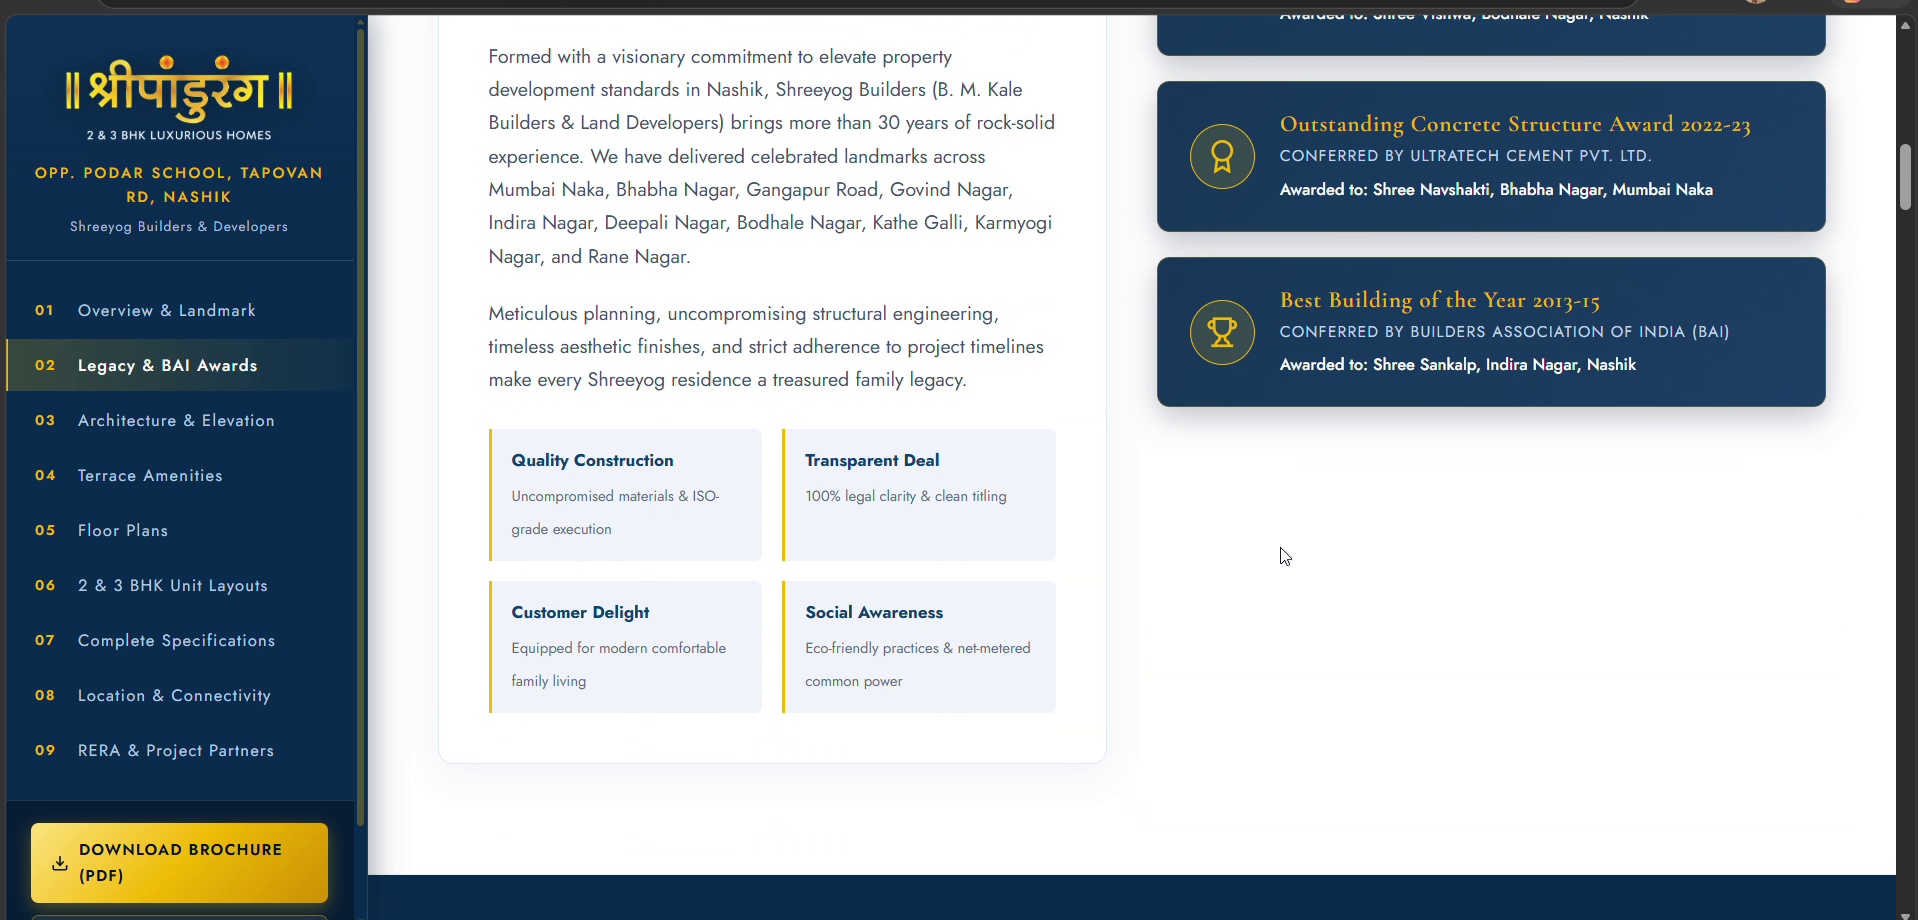 ॥ श्रीपांडुरंग ॥
2 & 3 BHK LUXURIOUS HOMES
OPP. PODAR SCHOOL, TAPOVAN
RD, NASHIK
Shreeyog Builders & Developers
01 Overview & Landmark
02 Legacy & BAI Awards
03 Architecture & Elevation
04 Terrace Amenities
05 Floor Plans
06 2 & 3 BHK Unit Layouts
07 Complete Specifications
08 Location & Connectivity
09 RERA & Project Partners
DOWNLOAD BROCHURE
(PDF)
Formed with a visionary commitment to elevate property
development standards in Nashik, Shreeyog Builders (B. M. Kale
Builders & Land Developers) brings more than 30 years of rock-solid
experience. We have delivered celebrated landmarks across
Mumbai Naka, Bhabha Nagar, Gangapur Road, Govind Nagar,
Indira Nagar, Deepali Nagar, Bodhale Nagar, Kathe Galli, Karmyogi
Nagar, and Rane Nagar.
Meticulous planning, uncompromising structural engineering,
timeless aesthetic finishes, and strict adherence to project timelines
make every Shreeyog residence a treasured family legacy.
Quality Construction
Uncompromised materials & ISO-
grade execution
Transparent Deal
100% legal clarity & clean titling
Customer Delight
Equipped for modern comfortable
family living
Social Awareness
Eco-friendly practices & net-metered
common power
Awarded to: Shree Vishwa, Bodhale Nagar, Nashik
Outstanding Concrete Structure Award 2022-23
CONFERRED BY ULTRATECH CEMENT PVT. LTD.
Awarded to: Shree Navshakti, Bhabha Nagar, Mumbai Naka
Best Building of the Year 2013-15
CONFERRED BY BUILDERS ASSOCIATION OF INDIA (BAI)
Awarded to: Shree Sankalp, Indira Nagar, Nashik